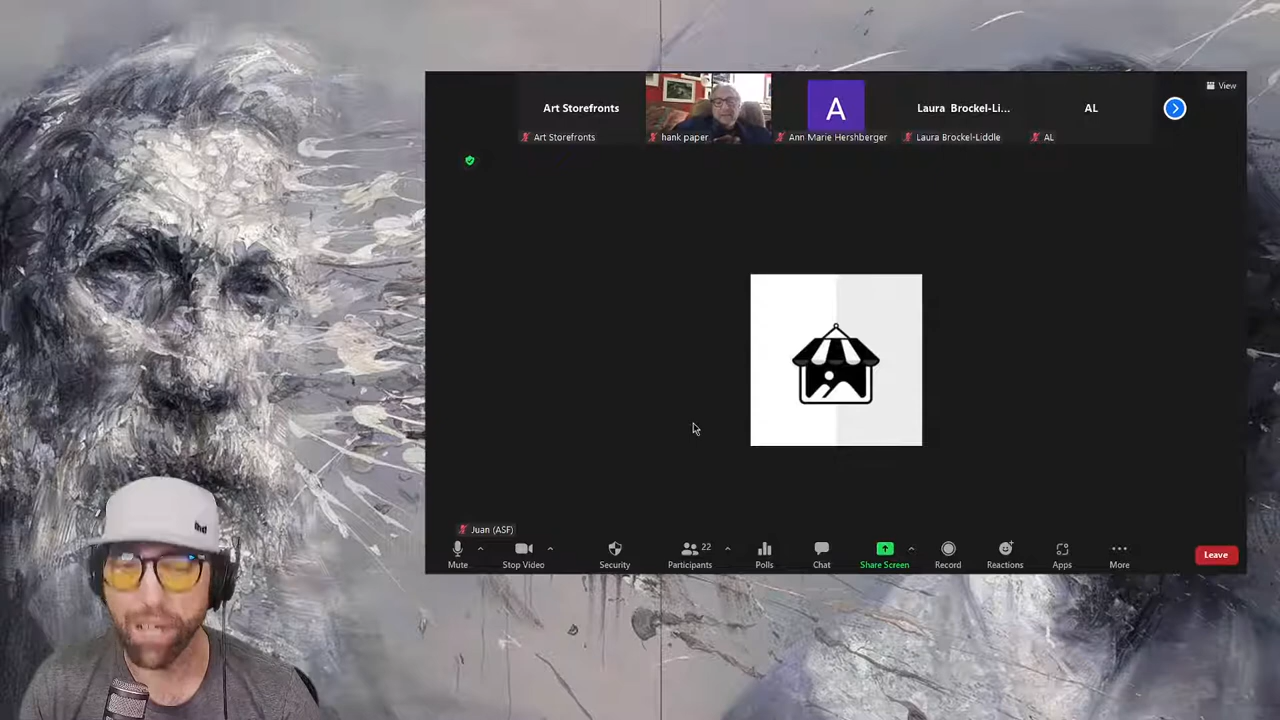 View
Art Storefronts
Laura Brockel-Li...
AL
A
Art Storefronts
hank paper
Ann Marie Hershberger
Laura Brockel-Liddle
AL
Juan (ASF)
22
Mute
Stop Video
Security
Participants
Polls
Chat
Share Screen
Record
Reactions
Apps
More
Leave